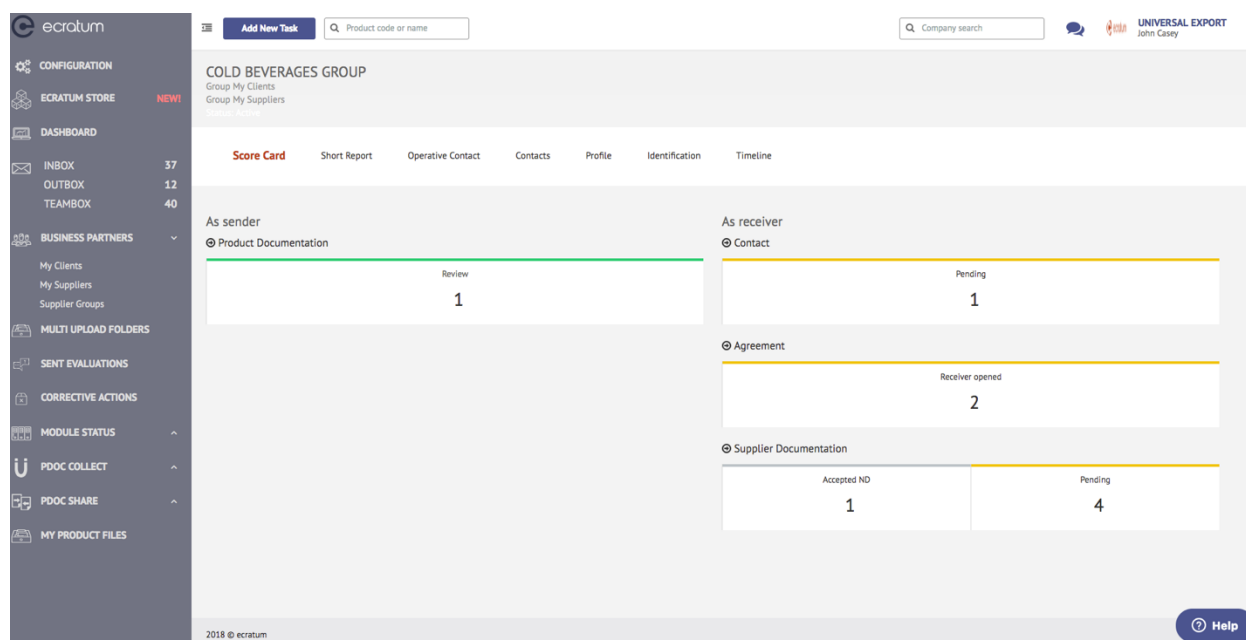 ecratum
Add New Task
Product code or name
Company search
UNIVERSAL EXPORT
John Casey
CONFIGURATION
ECRATUM STORE NEW!
DASHBOARD
INBOX 37
OUTBOX 12
TEAMBOX 40
BUSINESS PARTNERS
My Clients
My Suppliers
Supplier Groups
MULTI UPLOAD FOLDERS
SENT EVALUATIONS
CORRECTIVE ACTIONS
MODULE STATUS
PDOC COLLECT
PDOC SHARE
MY PRODUCT FILES
COLD BEVERAGES GROUP
Group My Clients
Group My Suppliers
Status: Active
Score Card Short Report Operative Contact Contacts Profile Identification Timeline
As sender
Product Documentation
Review
1
As receiver
Contact
Pending
1
Agreement
Receiver opened
2
Supplier Documentation
Accepted ND
1
Pending
4
2018 © ecratum
Help